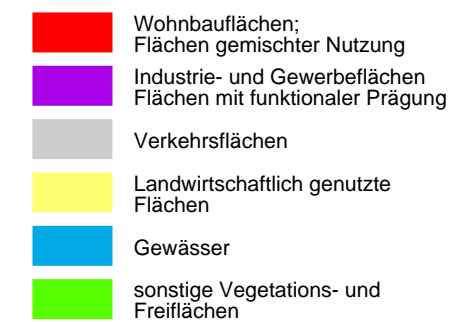 Wohnbauflächen;
Flächen gemischter Nutzung
Industrie- und Gewerbeflächen
Flächen mit funktionaler Prägung
Verkehrsflächen
Landwirtschaftlich genutzte
Flächen
Gewässer
sonstige Vegetations- und
Freiflächen